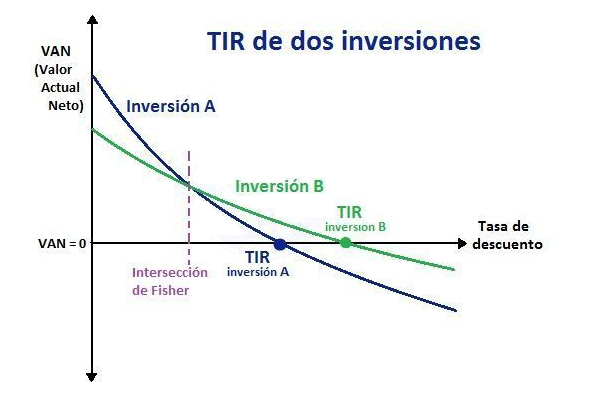 TIR de dos inversiones
VAN
(Valor
Actual
Neto)
Inversión A
Inversión B
TIR
inversion B
Tasa de
descuento
VAN = 0
TIR
inversión A
Intersección
de Fisher